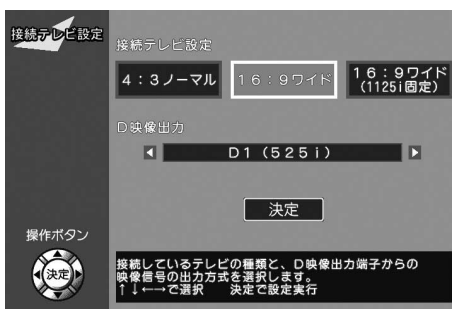 接続テレビ設定
接続テレビ設定
4：3ノーマル
16：9ワイド
16：9ワイド
(1125i固定)
D映像出力
D1(525i)
決定
操作ボタン
決定
接続しているテレビの種類と、D映像出力端子からの
映像信号の出力方式を選択します。
↑↓←→で選択　決定で設定実行